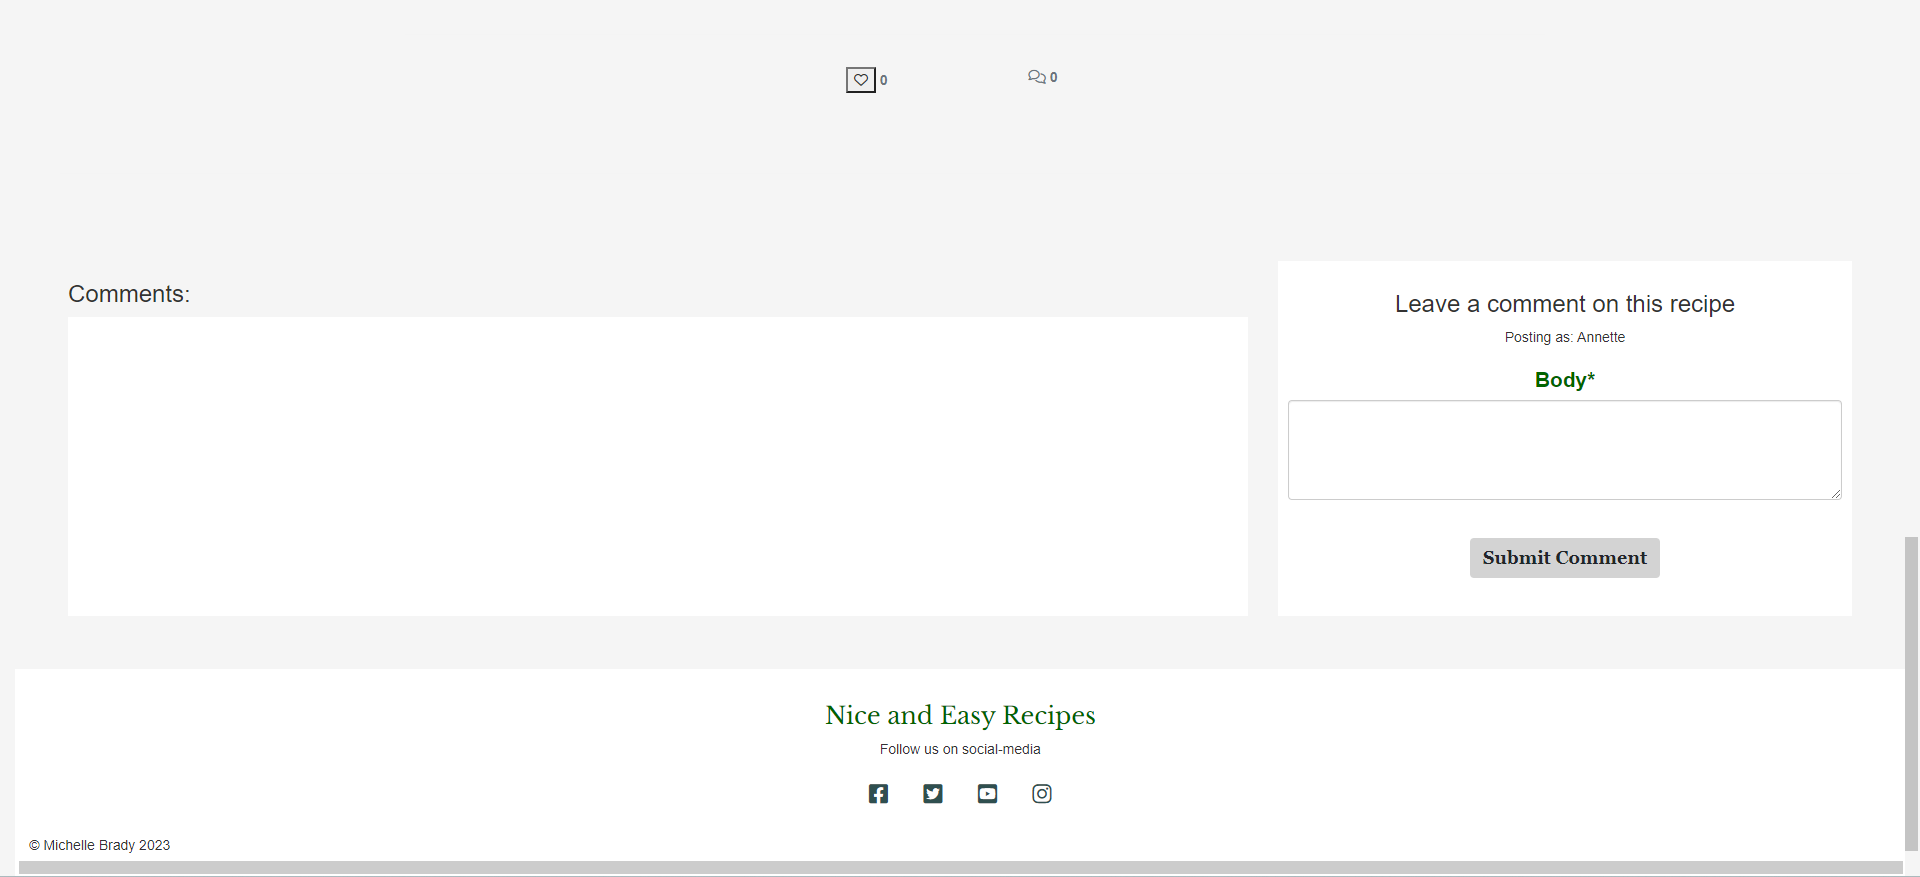 0
0
Comments:
Leave a comment on this recipe
Posting as: Annette
Body*
Submit Comment
Nice and Easy Recipes
Follow us on social-media
© Michelle Brady 2023